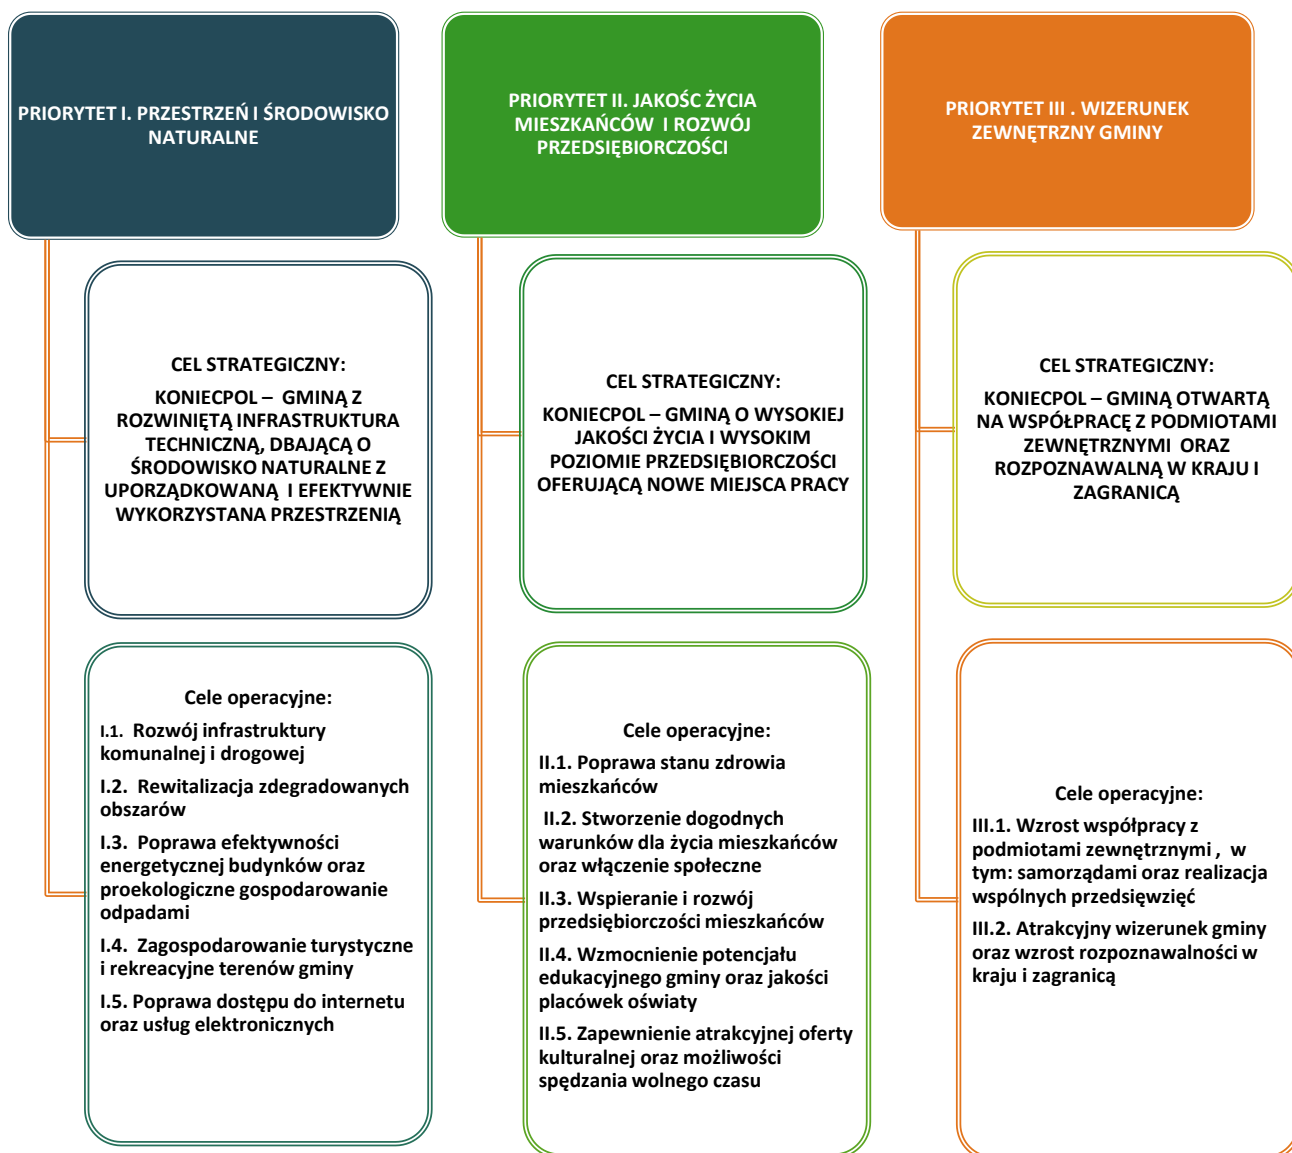 PRIORYTET I. PRZESTRZEŃ I ŚRODOWISKO
NATURALNE
CEL STRATEGICZNY:
KONIECPOL – GMINĄ Z
ROZWINIĘTĄ INFRASTRUKTURA
TECHNICZNĄ, DBAJĄCĄ O
ŚRODOWISKO NATURALNE Z
UPORZĄDKOWANĄ I EFEKTYWNIE
WYKORZYSTANA PRZESTRZENIĄ
Cele operacyjne:
I.1. Rozwój infrastruktury
komunalnej i drogowej
I.2. Rewitalizacja zdegradowanych
obszarów
I.3. Poprawa efektywności
energetycznej budynków oraz
proekologiczne gospodarowanie
odpadami
I.4. Zagospodarowanie turystyczne
i rekreacyjne terenów gminy
I.5. Poprawa dostępu do internetu
oraz usług elektronicznych
PRIORYTET II. JAKOŚC ŻYCIA
MIESZKAŃCÓW I ROZWÓJ
PRZEDSIĘBIORCZOŚCI
CEL STRATEGICZNY:
KONIECPOL – GMINĄ O WYSOKIEJ
JAKOŚCI ŻYCIA I WYSOKIM
POZIOMIE PRZEDSIĘBIORCZOŚCI
OFERUJĄCĄ NOWE MIEJSCA PRACY
Cele operacyjne:
II.1. Poprawa stanu zdrowia
mieszkańców
II.2. Stworzenie dogodnych
warunków dla życia mieszkańców
oraz włączenie społeczne
II.3. Wspieranie i rozwój
przedsiębiorczości mieszkańców
II.4. Wzmocnienie potencjału
edukacyjnego gminy oraz jakości
placówek oświaty
II.5. Zapewnienie atrakcyjnej oferty
kulturalnej oraz możliwości
spędzania wolnego czasu
PRIORYTET III . WIZERUNEK
ZEWNĘTRZNY GMINY
CEL STRATEGICZNY:
KONIECPOL – GMINĄ OTWARTĄ
NA WSPÓŁPRACĘ Z PODMIOTAMI
ZEWNĘTRZNYMI ORAZ
ROZPOZNAWALNĄ W KRAJU I
ZAGRANICĄ
Cele operacyjne:
III.1. Wzrost współpracy z
podmiotami zewnętrznymi , w
tym: samorządami oraz realizacja
wspólnych przedsięwzięć
III.2. Atrakcyjny wizerunek gminy
oraz wzrost rozpoznawalności w
kraju i zagranicą